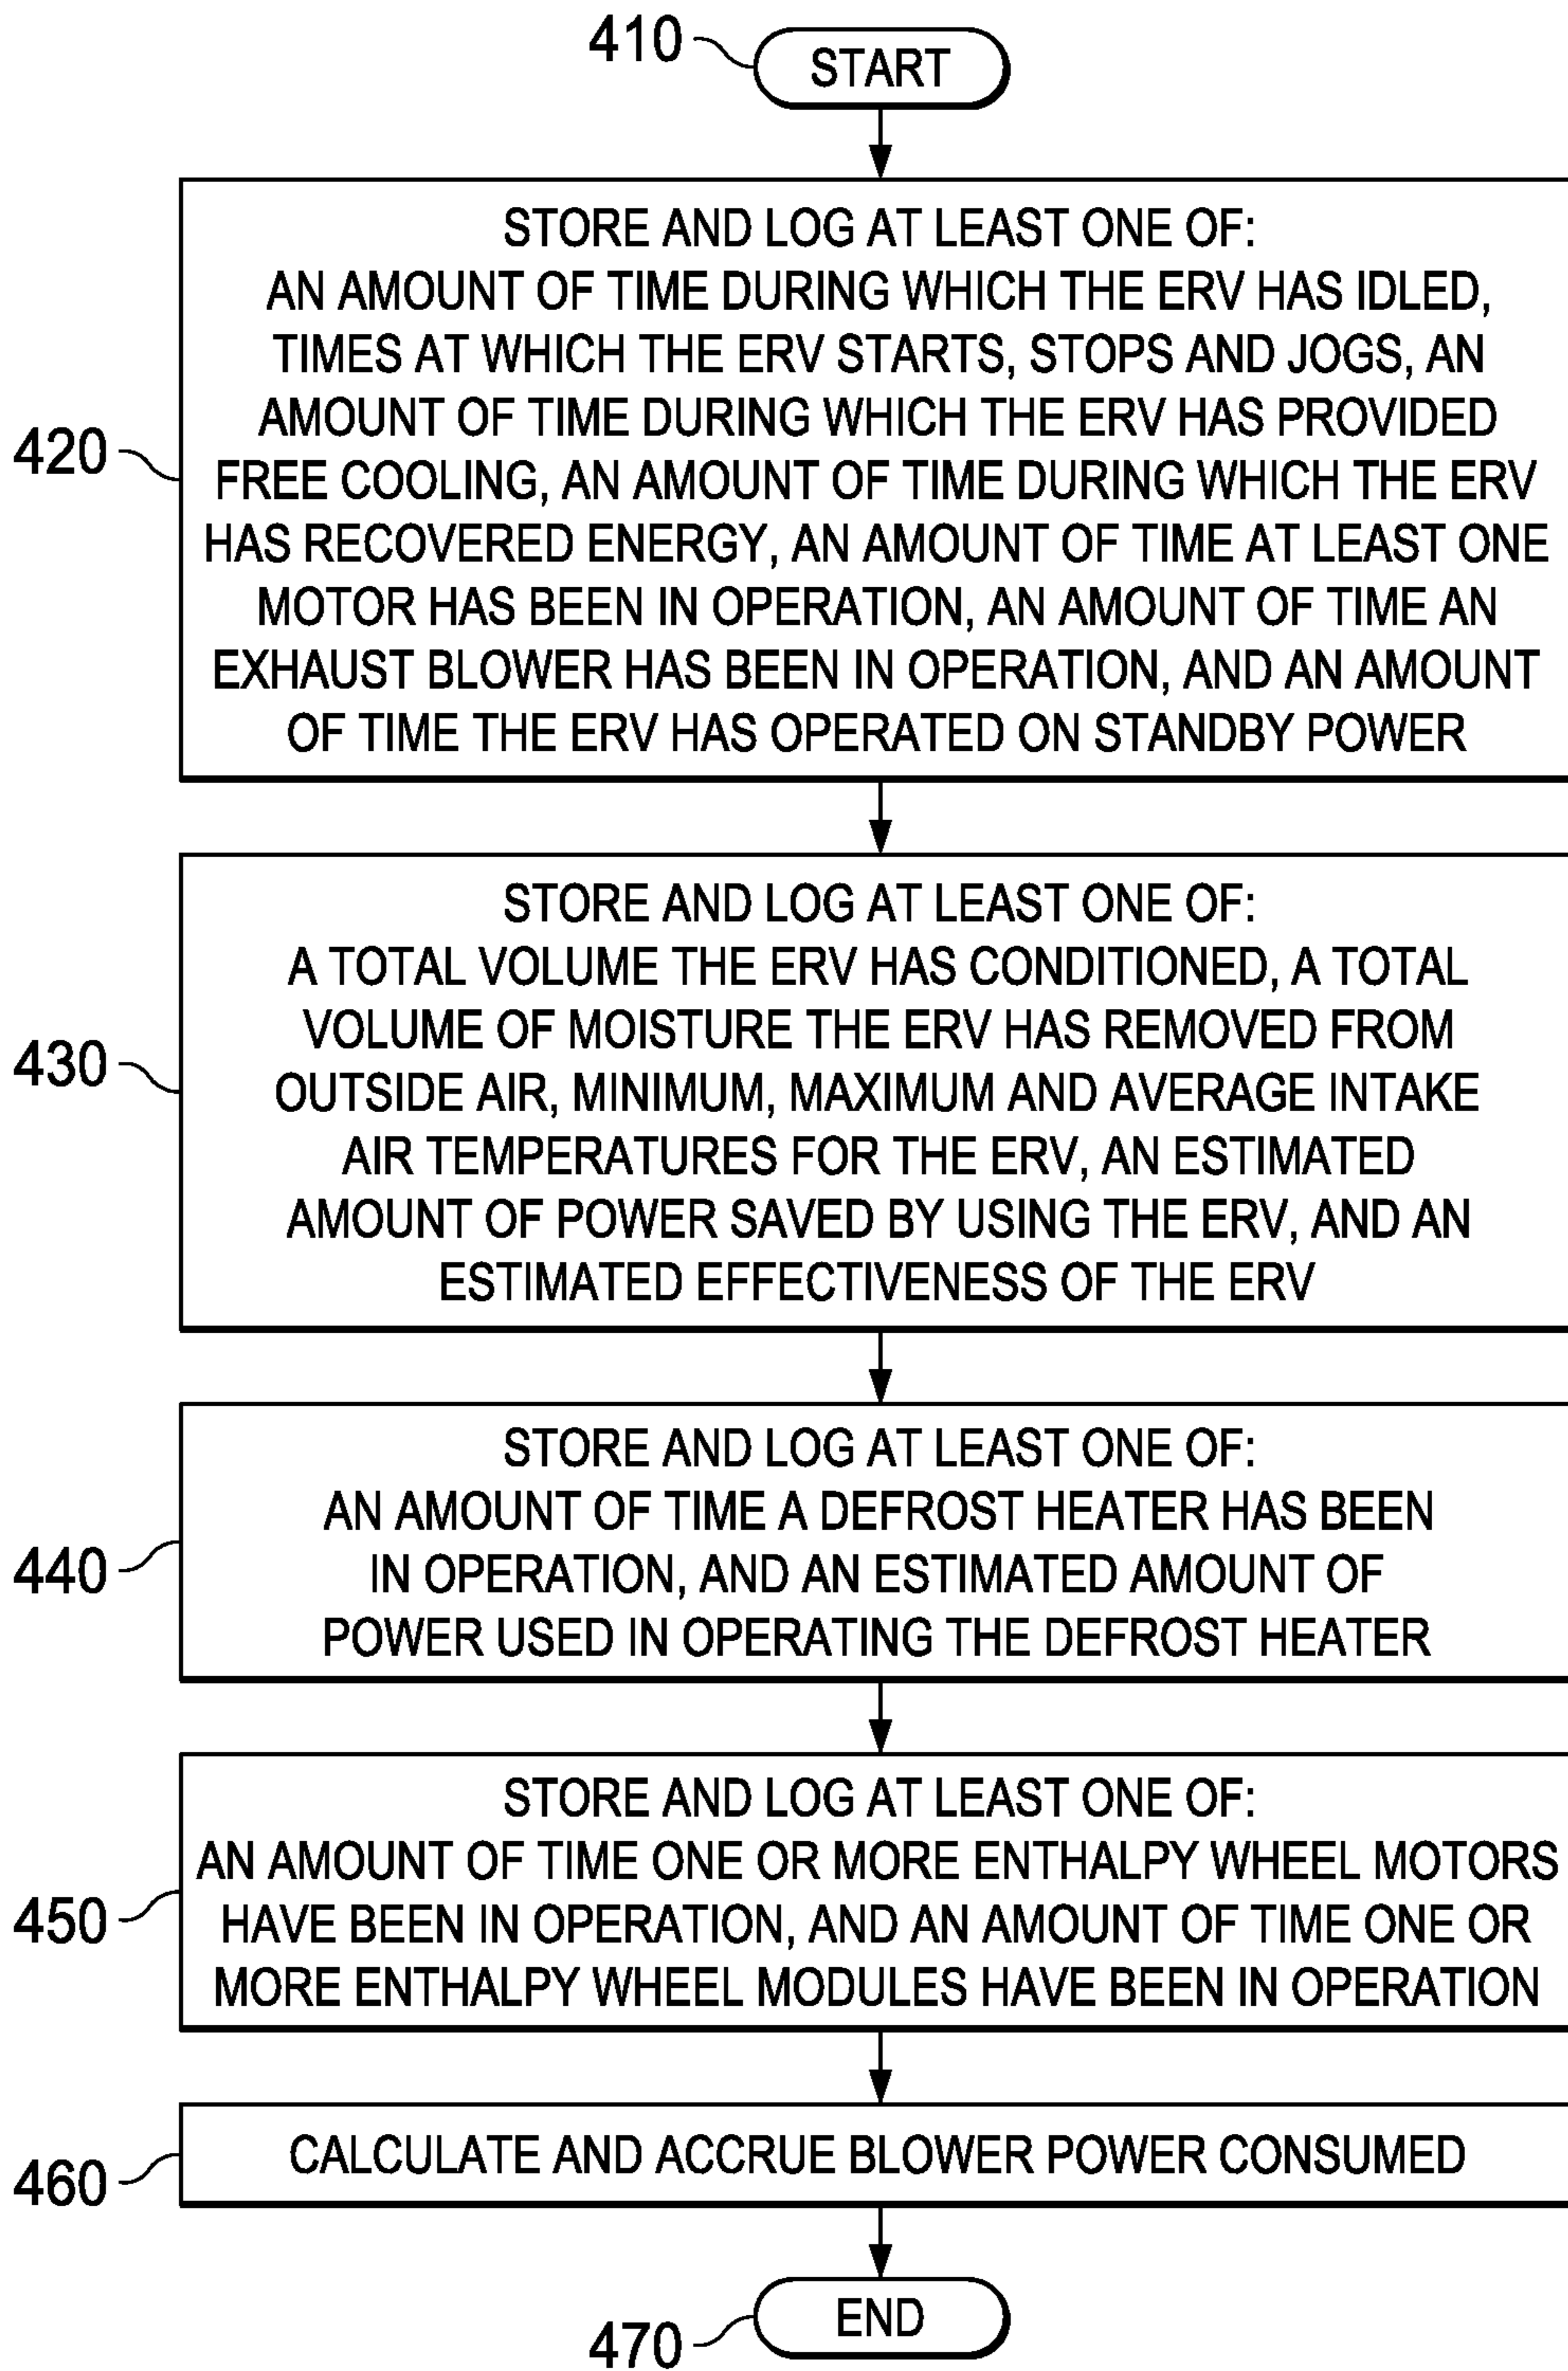 410
START
STORE AND LOG AT LEAST ONE OF:
AN AMOUNT OF TIME DURING WHICH THE ERV HAS IDLED,
TIMES AT WHICH THE ERV STARTS, STOPS AND JOGS, AN
AMOUNT OF TIME DURING WHICH THE ERV HAS PROVIDED
FREE COOLING, AN AMOUNT OF TIME DURING WHICH THE ERV
HAS RECOVERED ENERGY, AN AMOUNT OF TIME AT LEAST ONE
MOTOR HAS BEEN IN OPERATION, AN AMOUNT OF TIME AN
EXHAUST BLOWER HAS BEEN IN OPERATION, AND AN AMOUNT
OF TIME THE ERV HAS OPERATED ON STANDBY POWER
420
STORE AND LOG AT LEAST ONE OF:
A TOTAL VOLUME THE ERV HAS CONDITIONED, A TOTAL
VOLUME OF MOISTURE THE ERV HAS REMOVED FROM
OUTSIDE AIR, MINIMUM, MAXIMUM AND AVERAGE INTAKE
AIR TEMPERATURES FOR THE ERV, AN ESTIMATED
AMOUNT OF POWER SAVED BY USING THE ERV, AND AN
ESTIMATED EFFECTIVENESS OF THE ERV
430
STORE AND LOG AT LEAST ONE OF:
AN AMOUNT OF TIME A DEFROST HEATER HAS BEEN
IN OPERATION, AND AN ESTIMATED AMOUNT OF
POWER USED IN OPERATING THE DEFROST HEATER
440
STORE AND LOG AT LEAST ONE OF:
AN AMOUNT OF TIME ONE OR MORE ENTHALPY WHEEL MOTORS
HAVE BEEN IN OPERATION, AND AN AMOUNT OF TIME ONE OR
MORE ENTHALPY WHEEL MODULES HAVE BEEN IN OPERATION
450
CALCULATE AND ACCRUE BLOWER POWER CONSUMED
460
END
470